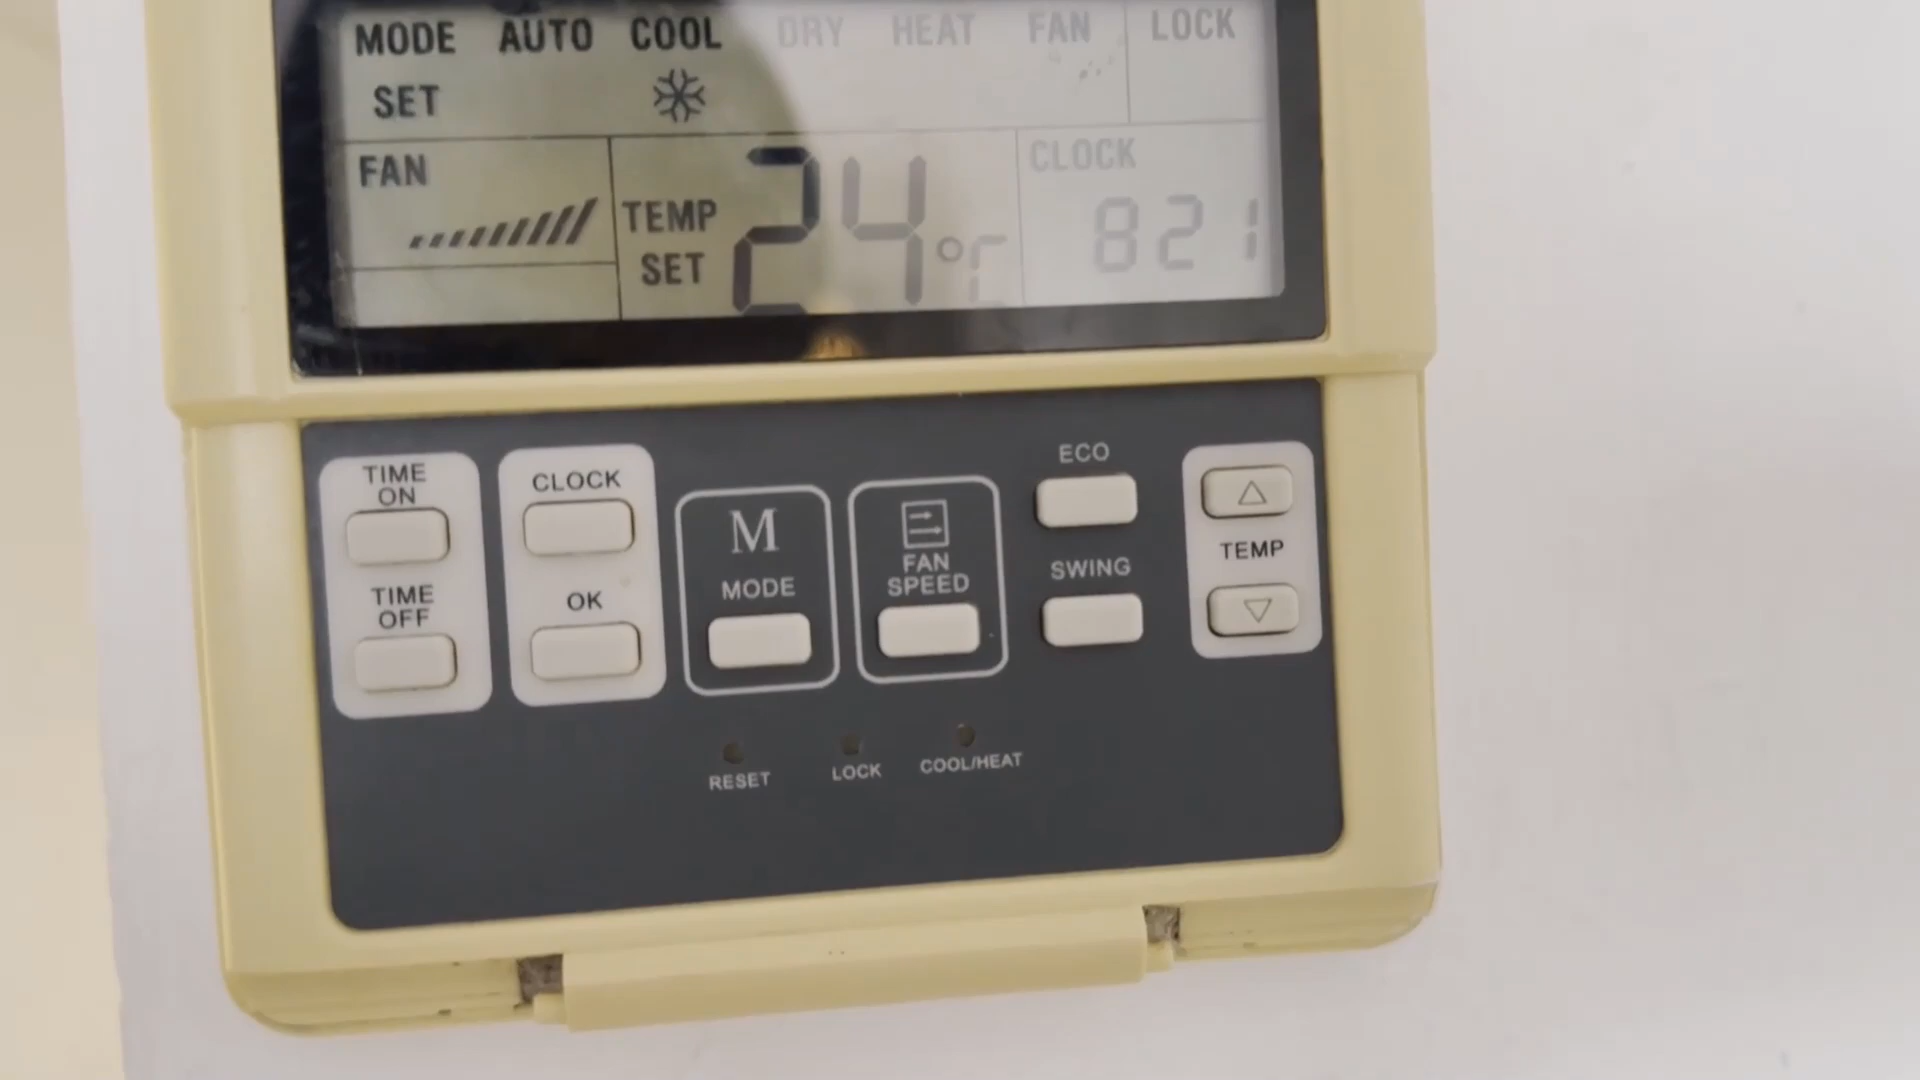 MODE AUTO COOL DRY HEAT FAN LOCK
SET
FAN
TEMP
SET
24°C
CLOCK
821
TIME
ON
TIME
OFF
CLOCK
OK
M
MODE
FAN
SPEED
ECO
SWING
TEMP
RESET
LOCK
COOL/HEAT